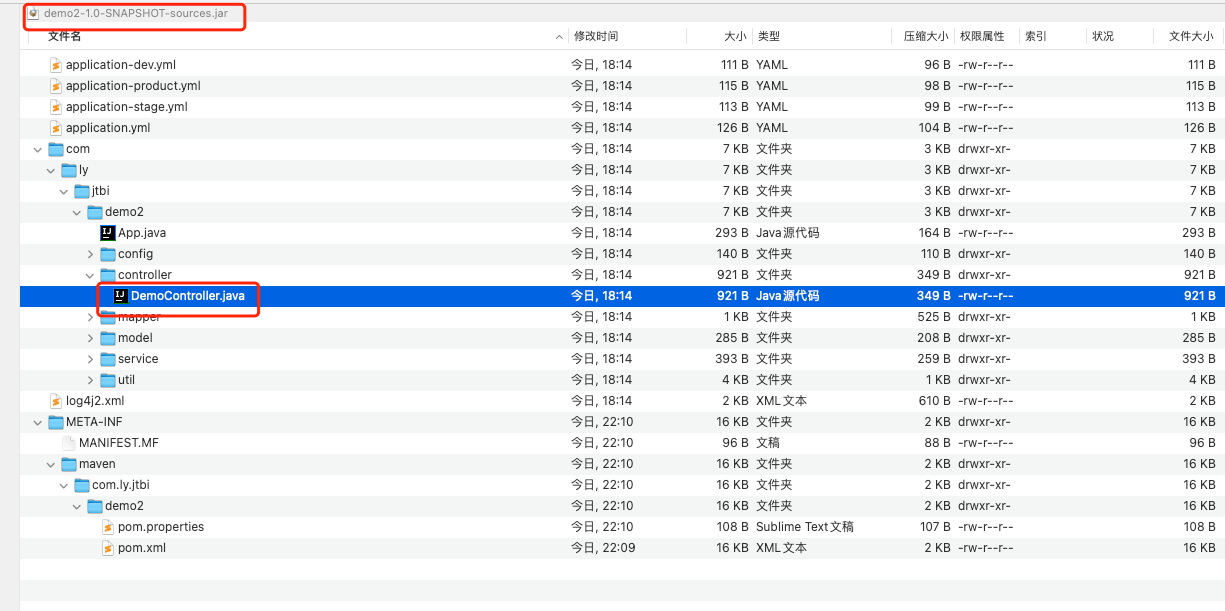 demo2-1.0-SNAPSHOT-sources.jar
文件名 修改时间 大小 类型 压缩大小 权限属性 索引 状况 文件大小
application-dev.yml 今日, 18:14 111 B YAML 96 B -rw-r--r-- 111 B
application-product.yml 今日, 18:14 115 B YAML 98 B -rw-r--r-- 115 B
application-stage.yml 今日, 18:14 113 B YAML 99 B -rw-r--r-- 113 B
application.yml 今日, 18:14 126 B YAML 104 B -rw-r--r-- 126 B
com 今日, 18:14 7 KB 文件夹 3 KB drwxr-xr- 7 KB
ly 今日, 18:14 7 KB 文件夹 3 KB drwxr-xr- 7 KB
jtbi 今日, 18:14 7 KB 文件夹 3 KB drwxr-xr- 7 KB
demo2 今日, 18:14 7 KB 文件夹 3 KB drwxr-xr- 7 KB
App.java 今日, 18:14 293 B Java源代码 164 B -rw-r--r-- 293 B
config 今日, 18:14 140 B 文件夹 110 B drwxr-xr- 140 B
controller 今日, 18:14 921 B 文件夹 349 B drwxr-xr- 921 B
DemoController.java 今日, 18:14 921 B Java源代码 349 B -rw-r--r-- 921 B
mapper 今日, 18:14 1 KB 文件夹 525 B drwxr-xr- 1 KB
model 今日, 18:14 285 B 文件夹 208 B drwxr-xr- 285 B
service 今日, 18:14 393 B 文件夹 259 B drwxr-xr- 393 B
util 今日, 18:14 4 KB 文件夹 1 KB drwxr-xr- 4 KB
log4j2.xml 今日, 18:14 2 KB XML文本 610 B -rw-r--r-- 2 KB
META-INF 今日, 22:10 16 KB 文件夹 2 KB drwxr-xr- 16 KB
MANIFEST.MF 今日, 22:10 96 B 文稿 88 B -rw-r--r-- 96 B
maven 今日, 22:10 16 KB 文件夹 2 KB drwxr-xr- 16 KB
com.ly.jtbi 今日, 22:10 16 KB 文件夹 2 KB drwxr-xr- 16 KB
demo2 今日, 22:10 16 KB 文件夹 2 KB drwxr-xr- 16 KB
pom.properties 今日, 22:10 108 B Sublime Text文稿 107 B -rw-r--r-- 108 B
pom.xml 今日, 22:09 16 KB XML文本 2 KB -rw-r--r-- 16 KB